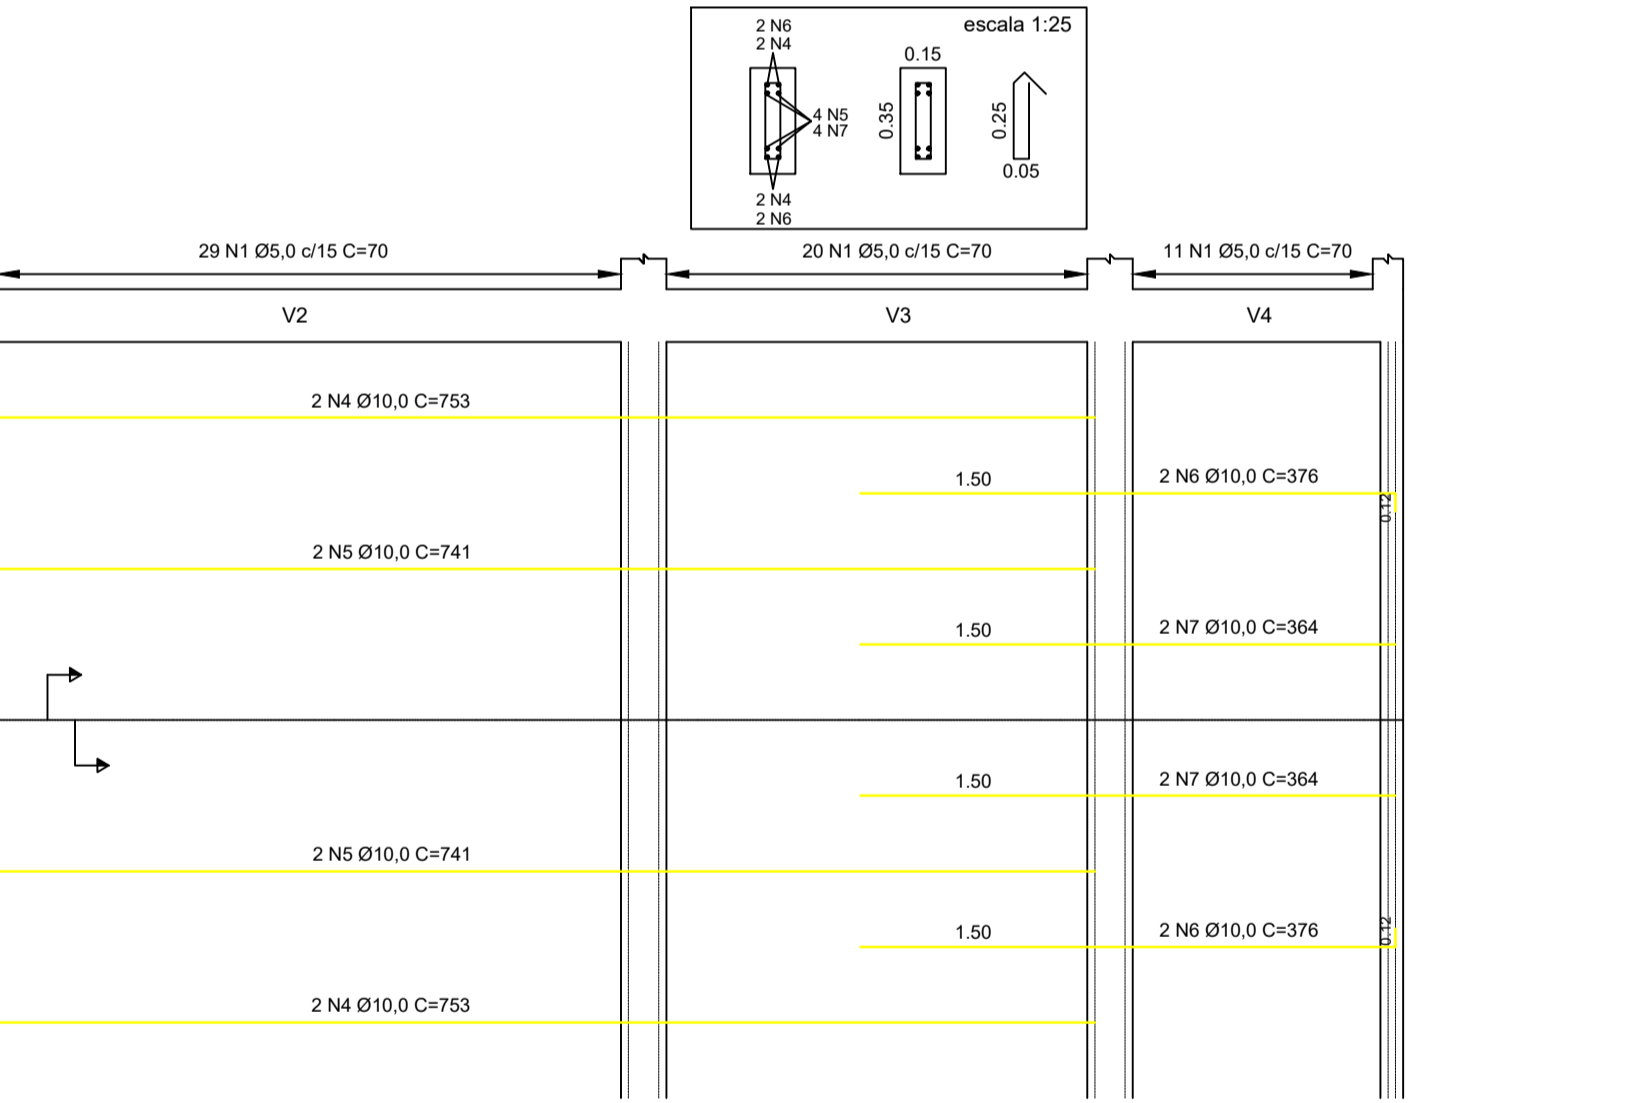 2 N6
2 N4
escala 1:25
0.15
4 N5
4 N7
0.35
0.25
0.05
2 N4
2 N6
29 N1 Ø5,0 c/15 C=70
20 N1 Ø5,0 c/15 C=70
11 N1 Ø5,0 c/15 C=70
V2
V3
V4
2 N4 Ø10,0 C=753
1.50
2 N6 Ø10,0 C=376
0.12
2 N5 Ø10,0 C=741
1.50
2 N7 Ø10,0 C=364
1.50
2 N7 Ø10,0 C=364
2 N5 Ø10,0 C=741
1.50
2 N6 Ø10,0 C=376
0.12
2 N4 Ø10,0 C=753